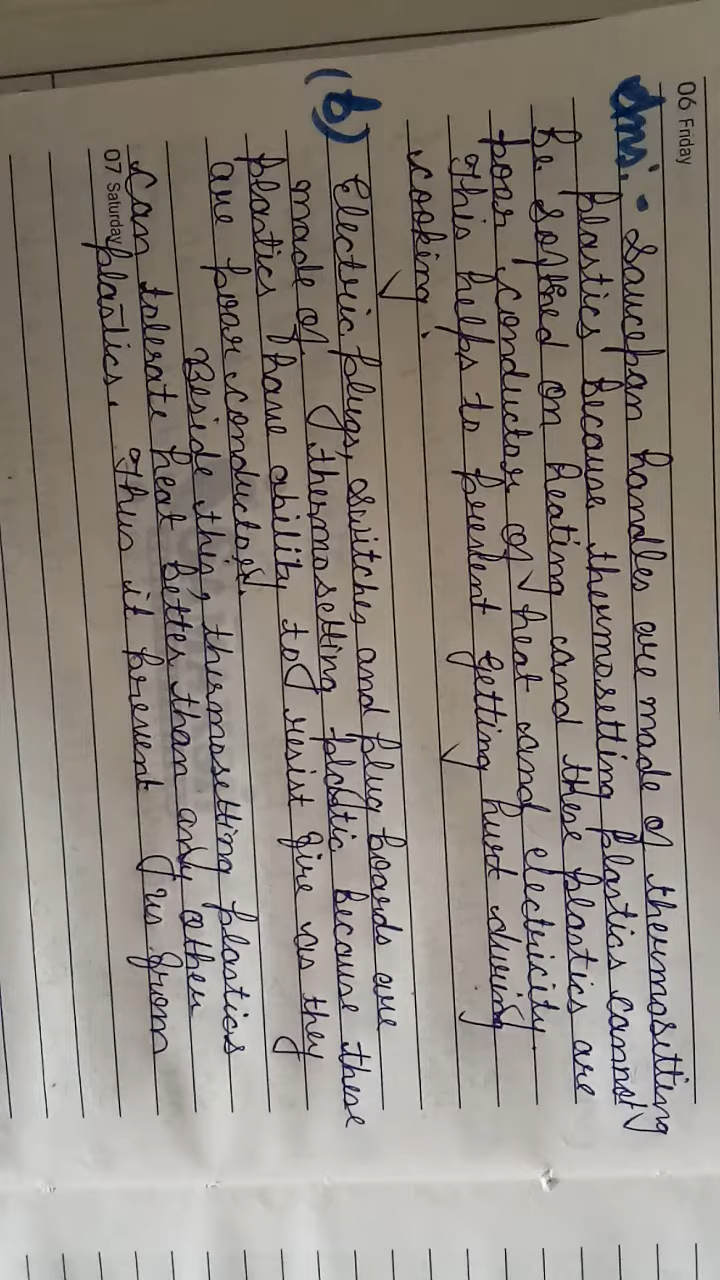 06 Friday
Ans:- Saucepan handles are made of thermosetting
plastics because thermosetting plastics cannot
be softned on heating and these plastics are
poor conductor of heat and electricity.
This helps to prevent getting hurt during
cooking.
(b) Electric plugs, switches and plug boards are
made of thermosetting plastic because these
plastics have ability to resist fire as they
are poor conductors.
Beside this, thermosetting plastics
can tolerate heat better than any other
07 Saturday
plastics. Thus it prevent us from